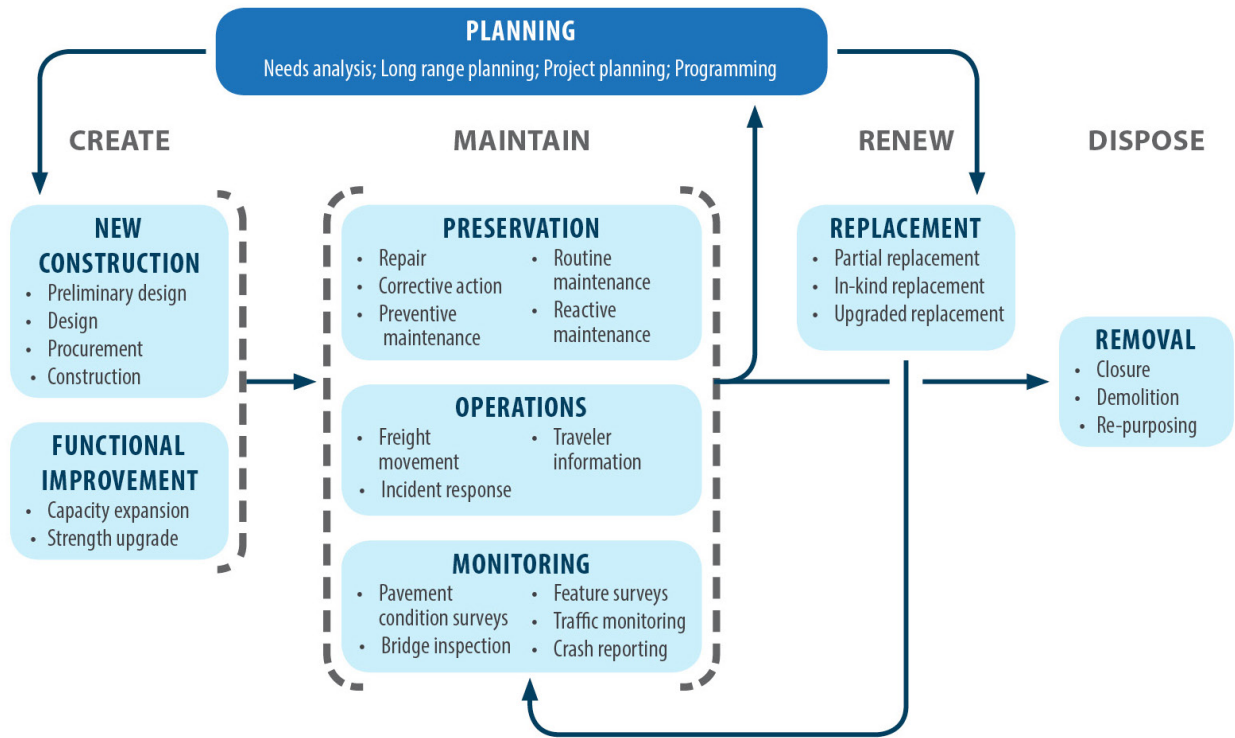 PLANNING
Needs analysis; Long range planning; Project planning; Programming
CREATE
MAINTAIN
RENEW
DISPOSE
NEW
CONSTRUCTION
• Preliminary design
• Design
• Procurement
• Construction
FUNCTIONAL
IMPROVEMENT
• Capacity expansion
• Strength upgrade
PRESERVATION
• Repair
• Corrective action
• Preventive
maintenance
• Routine
maintenance
• Reactive
maintenance
OPERATIONS
• Freight
movement
• Incident response
• Traveler
information
MONITORING
• Pavement
condition surveys
• Bridge inspection
• Feature surveys
• Traffic monitoring
• Crash reporting
REPLACEMENT
• Partial replacement
• In-kind replacement
• Upgraded replacement
REMOVAL
• Closure
• Demolition
• Re-purposing